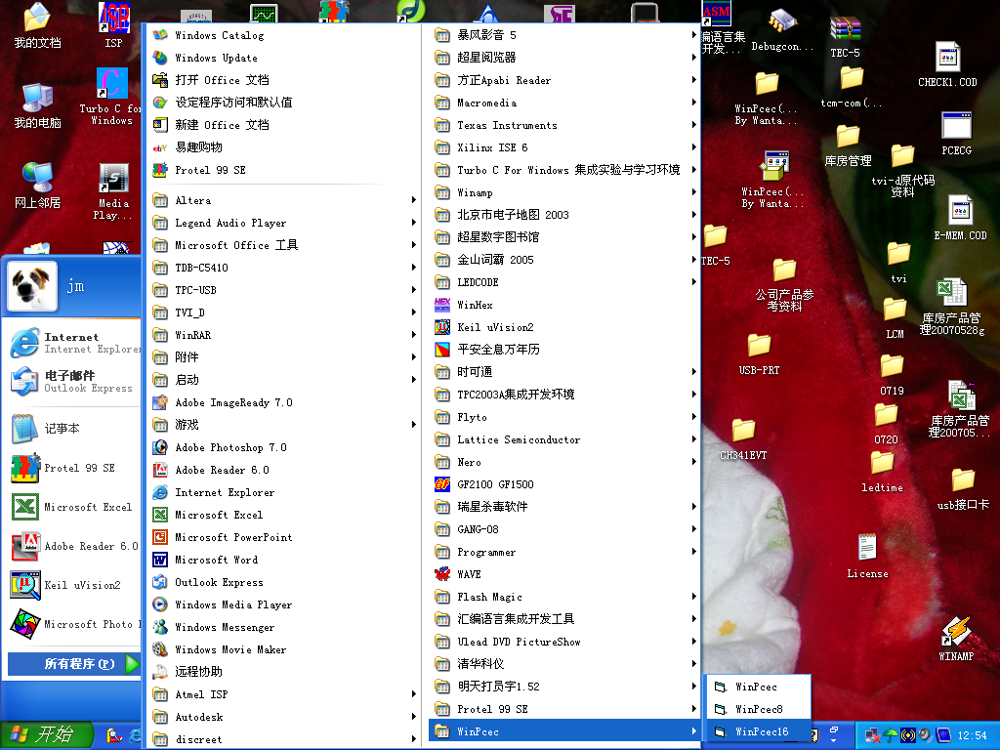 我的文档
ISP
我的电脑
Turbo C for
Windows
网上邻居
Media
Play...
jm
Internet
Internet Explorer
电子邮件
Outlook Express
记事本
Protel 99 SE
Microsoft Excel
Adobe Reader 6.0
Keil uVision2
Microsoft Photo
所有程序(P)
开始
Windows Catalog
Windows Update
打开 Office 文档
设定程序访问和默认值
新建 Office 文档
易趣购物
Protel 99 SE
Altera
Legend Audio Player
Microsoft Office 工具
TDB-C5410
TPC-USB
TVI_D
WinRAR
附件
启动
Adobe ImageReady 7.0
游戏
Adobe Photoshop 7.0
Adobe Reader 6.0
Internet Explorer
Microsoft Excel
Microsoft PowerPoint
Microsoft Word
Outlook Express
Windows Media Player
Windows Messenger
Windows Movie Maker
远程协助
Atmel ISP
Autodesk
discreet
暴风影音 5
超星阅览器
方正Apabi Reader
Macromedia
Texas Instruments
Xilinx ISE 6
Turbo C For Windows 集成实验与学习环境
Winamp
北京市电子地图 2003
超星数字图书馆
金山词霸 2005
LEDCODE
WinHex
Keil uVision2
平安全息万年历
时可通
TPC2003A集成开发环境
Flyto
Lattice Semiconductor
Nero
GF2100 GF1500
瑞星杀毒软件
GANG-08
Programmer
WAVE
Flash Magic
汇编语言集成开发工具
Ulead DVD PictureShow
清华科仪
明天打员字1.52
Protel 99 SE
WinPcec
WinPcec
WinPcec8
WinPcec16
ASM
编语言集
开发...
Debugcon...
TEC-5
CHECK1.COD
WinPcec(...
By Wanta...
tcm-com(...
PCECG
库房管理
WinPcec(...
By Wanta...
tvi-d原代码
资料
E-MEM.COD
TEC-5
tvi
公司产品参
考资料
库房产品管
理20070528g
LCM
USB-PRT
0719
库房产品管
理200705...
0720
CH341EVT
ledtime
usb接口卡
License
WINAMP
12:54